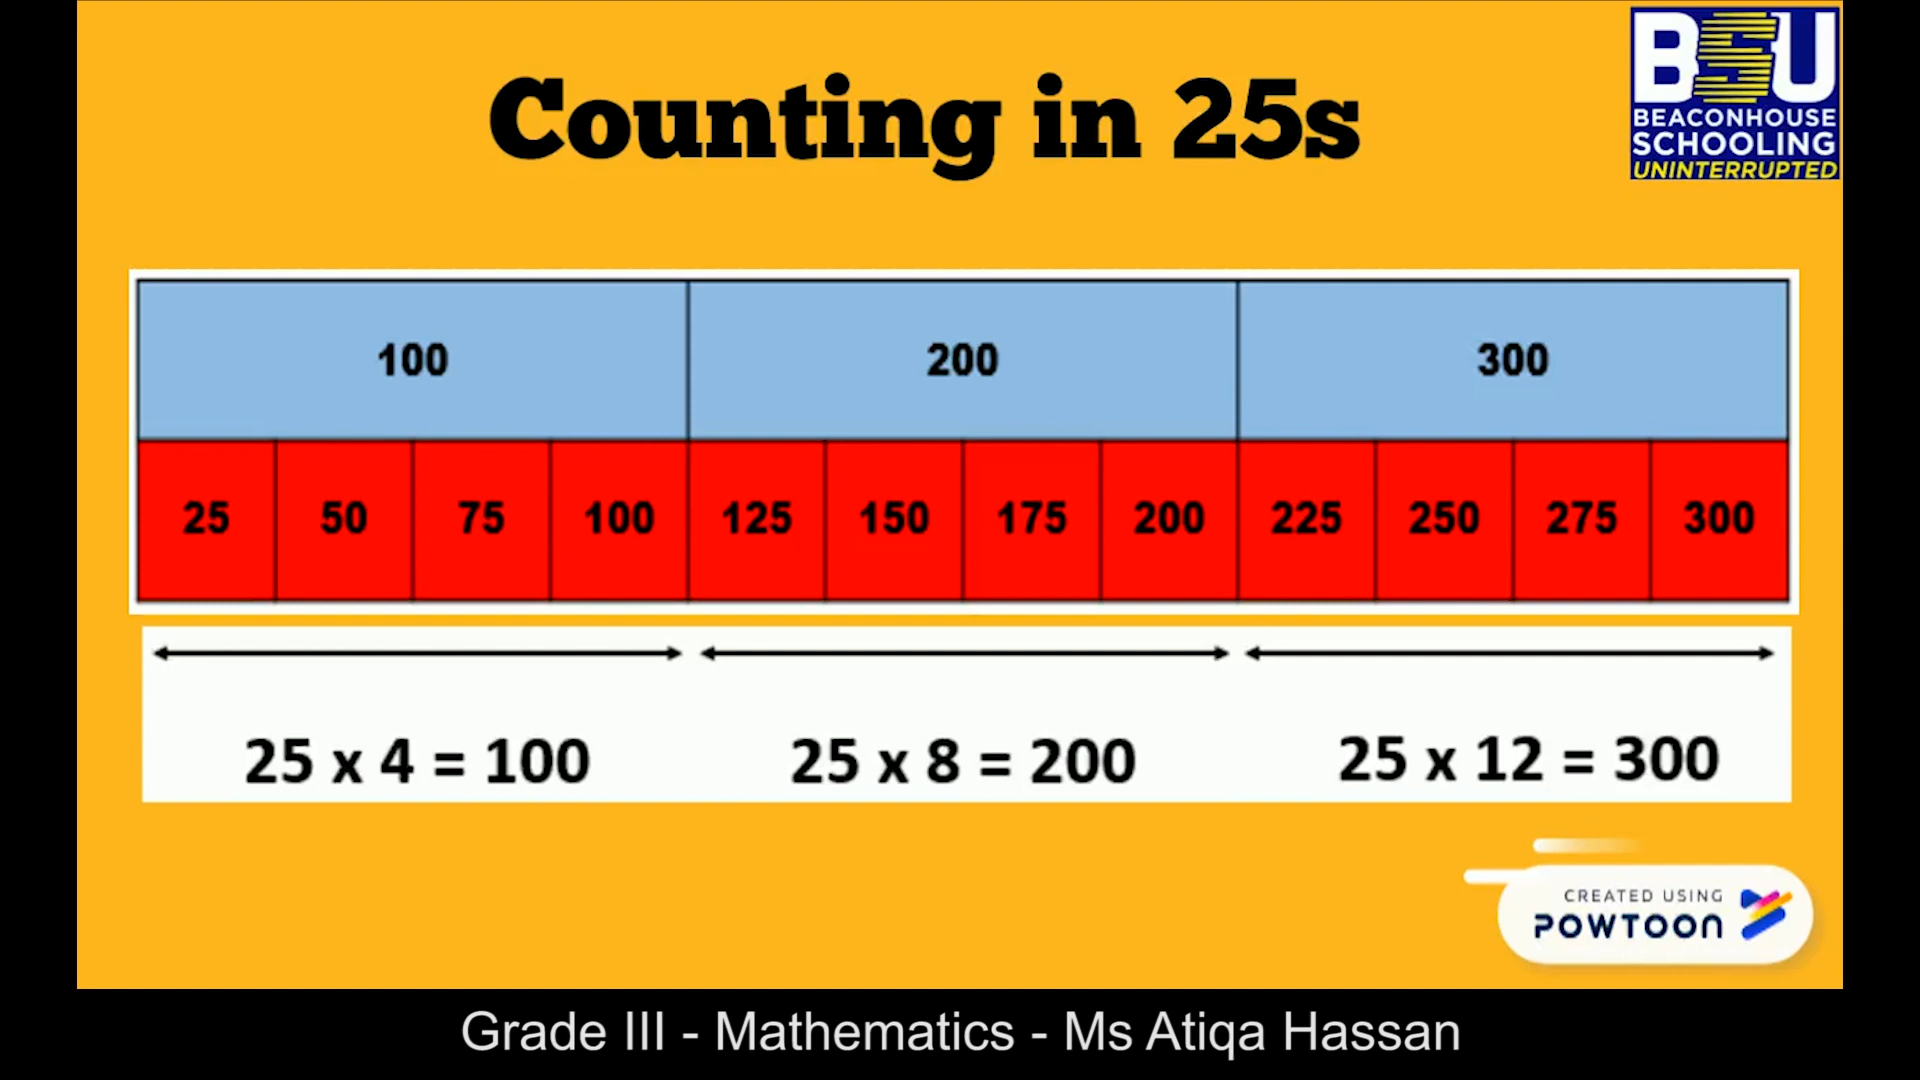 Counting in 25s
BSU
BEACONHOUSE
SCHOOLING
UNINTERRUPTED
100 200 300
25 50 75 100 125 150 175 200 225 250 275 300
25 x 4 = 100 25 x 8 = 200 25 x 12 = 300
CREATED USING
POWTOON
Grade III - Mathematics - Ms Atiqa Hassan